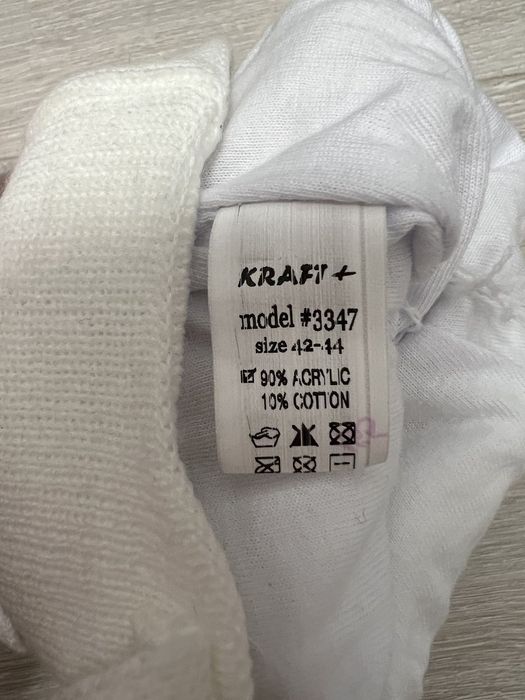 KRAFT +
model #3347
size 42-44
90% ACRYLIC
10% COTTON